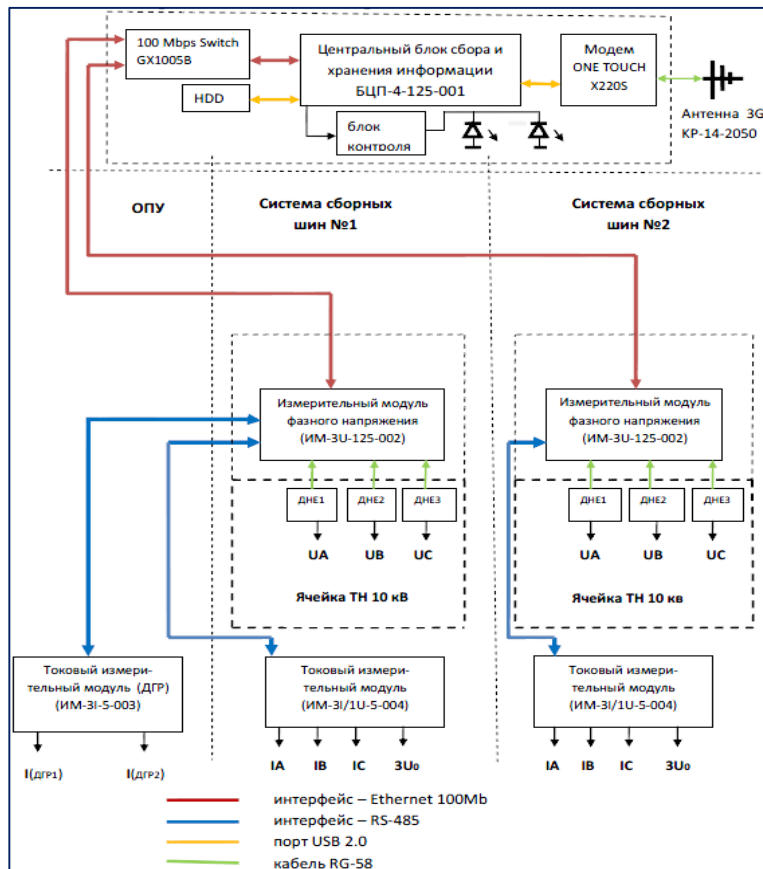 100 Mbps Switch
GX1005B
HDD
Центральный блок сбора и
хранения информации
БЦП-4-125-001
блок
контроля
Модем
ONE TOUCH
X220S
Антенна 3G
КР-14-2050
ОПУ
Система сборных
шин №1
Система сборных
шин №2
Измерительный модуль
фазного напряжения
(ИМ-3U-125-002)
Измерительный модуль
фазного напряжения
(ИМ-3U-125-002)
ДНЕ1 ДНЕ2 ДНЕ3
ДНЕ1 ДНЕ2 ДНЕ3
UA UB UC
UA UB UC
Ячейка ТН 10 кВ
Ячейка ТН 10 кв
Токовый измери-
тельный модуль (ДГР)
(ИМ-3I-5-003)
Токовый измери-
тельный модуль
(ИМ-3I/1U-5-004)
Токовый измери-
тельный модуль
(ИМ-3I/1U-5-004)
I(ДГР1) I(ДГР2)
IA IB IC 3U₀
IA IB IC 3U₀
интерфейс – Ethernet 100Mb
интерфейс – RS-485
порт USB 2.0
кабель RG-58